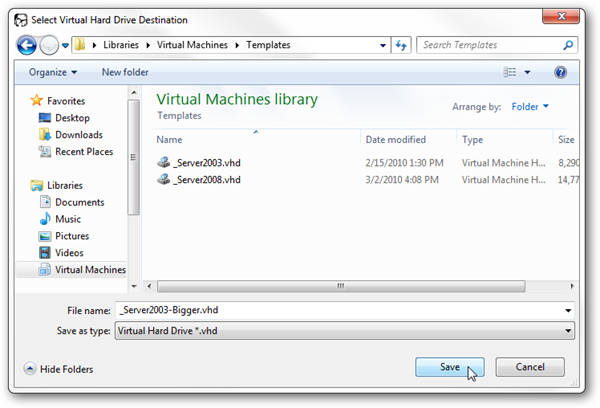 Select Virtual Hard Drive Destination
Libraries Virtual Machines Templates Search Templates
Organize New folder
Favorites
Desktop
Downloads
Recent Places
Libraries
Documents
Music
Pictures
Videos
Virtual Machines
Virtual Machines library
Templates
Arrange by: Folder
Name Date modified Type Size
_Server2003.vhd 2/15/2010 1:30 PM Virtual Machine H... 8,290
_Server2008.vhd 3/2/2010 4:08 PM Virtual Machine H... 14,77
File name: _Server2003-Bigger.vhd
Save as type: Virtual Hard Drive *.vhd
Hide Folders Save Cancel